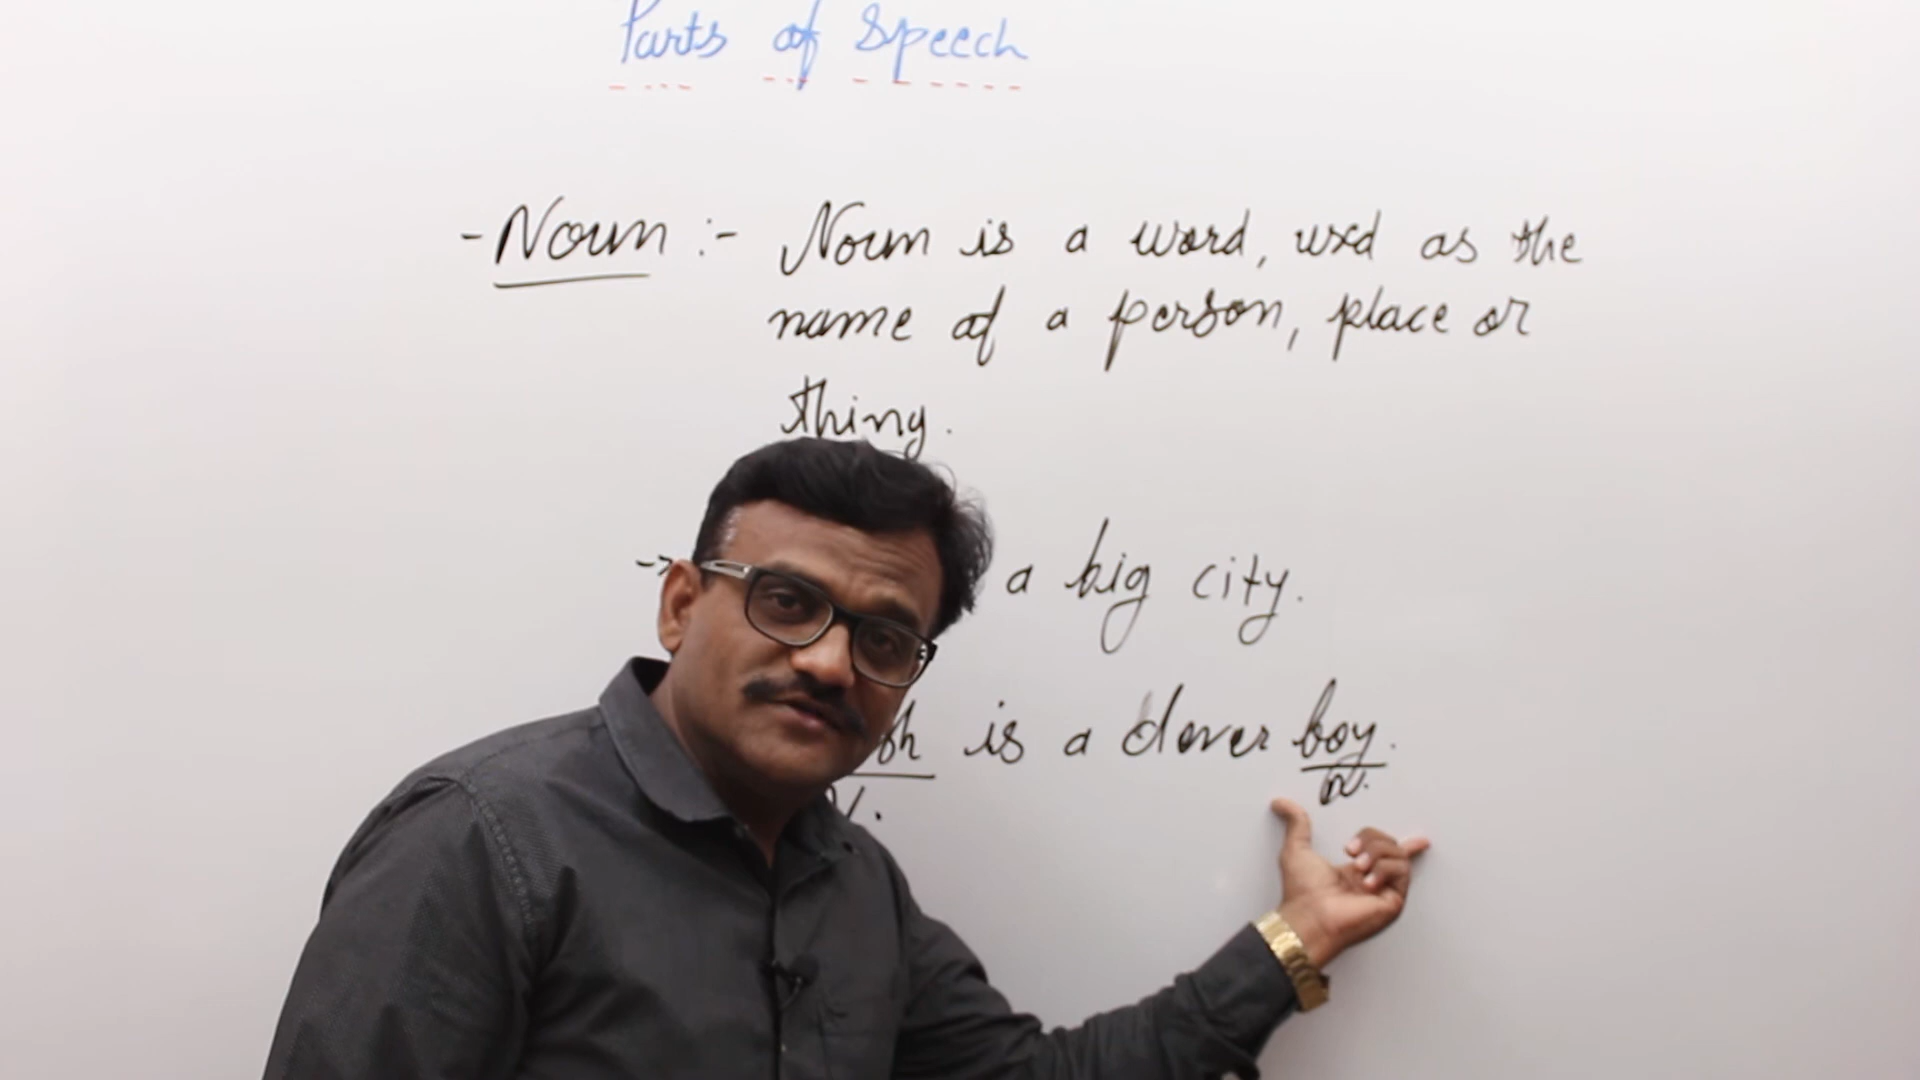 Parts of Speech
- Noun :- Noun is a word, used as the
name of a person, place or
thing.
→ a big city.
is a clever boy.
N.